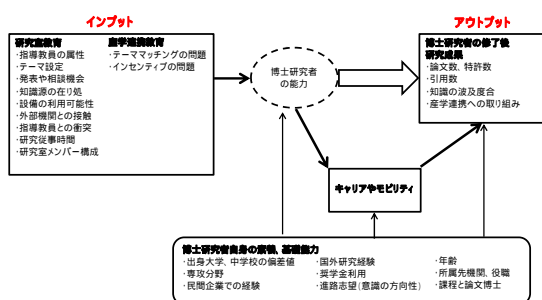 インプット
アウトプット
研究室教育
・指導教員の属性
・テーマ設定
・発表や相談機会
・知識源の在り処
・設備の利用可能性
・外部機関との接触
・指導教員との衝突
・研究従事時間
・研究室メンバー構成
産学連携教育
・テーママッチングの問題
・インセンティブの問題
博士研究者
の能力
博士研究者の修了後
研究成果
・論文数、特許数
・引用数
・知識の波及度合
・産学連携への取り組み
キャリアやモビリティ
博士研究者自身の素養、基礎能力
・出身大学、中学校の偏差値
・専攻分野
・民間企業での経験
・国外研究経験
・奨学金利用
・進路志望(意識の方向性)
・年齢
・所属先機関、役職
・課程と論文博士